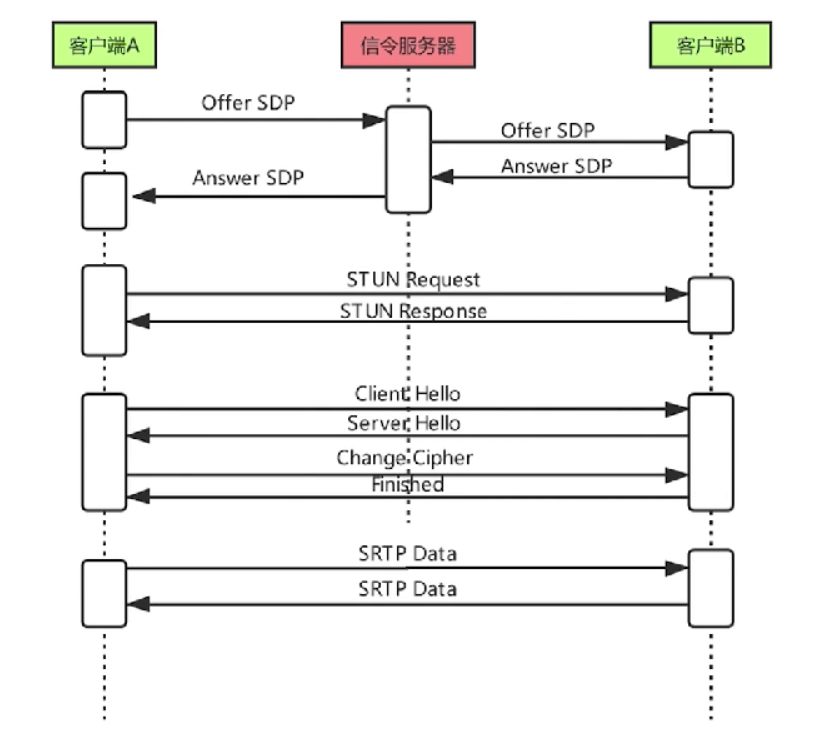 客户端A
信令服务器
客户端B
Offer SDP
Offer SDP
Answer SDP
Answer SDP
STUN Request
STUN Response
Client Hello
Server Hello
Change Cipher
Finished
SRTP Data
SRTP Data